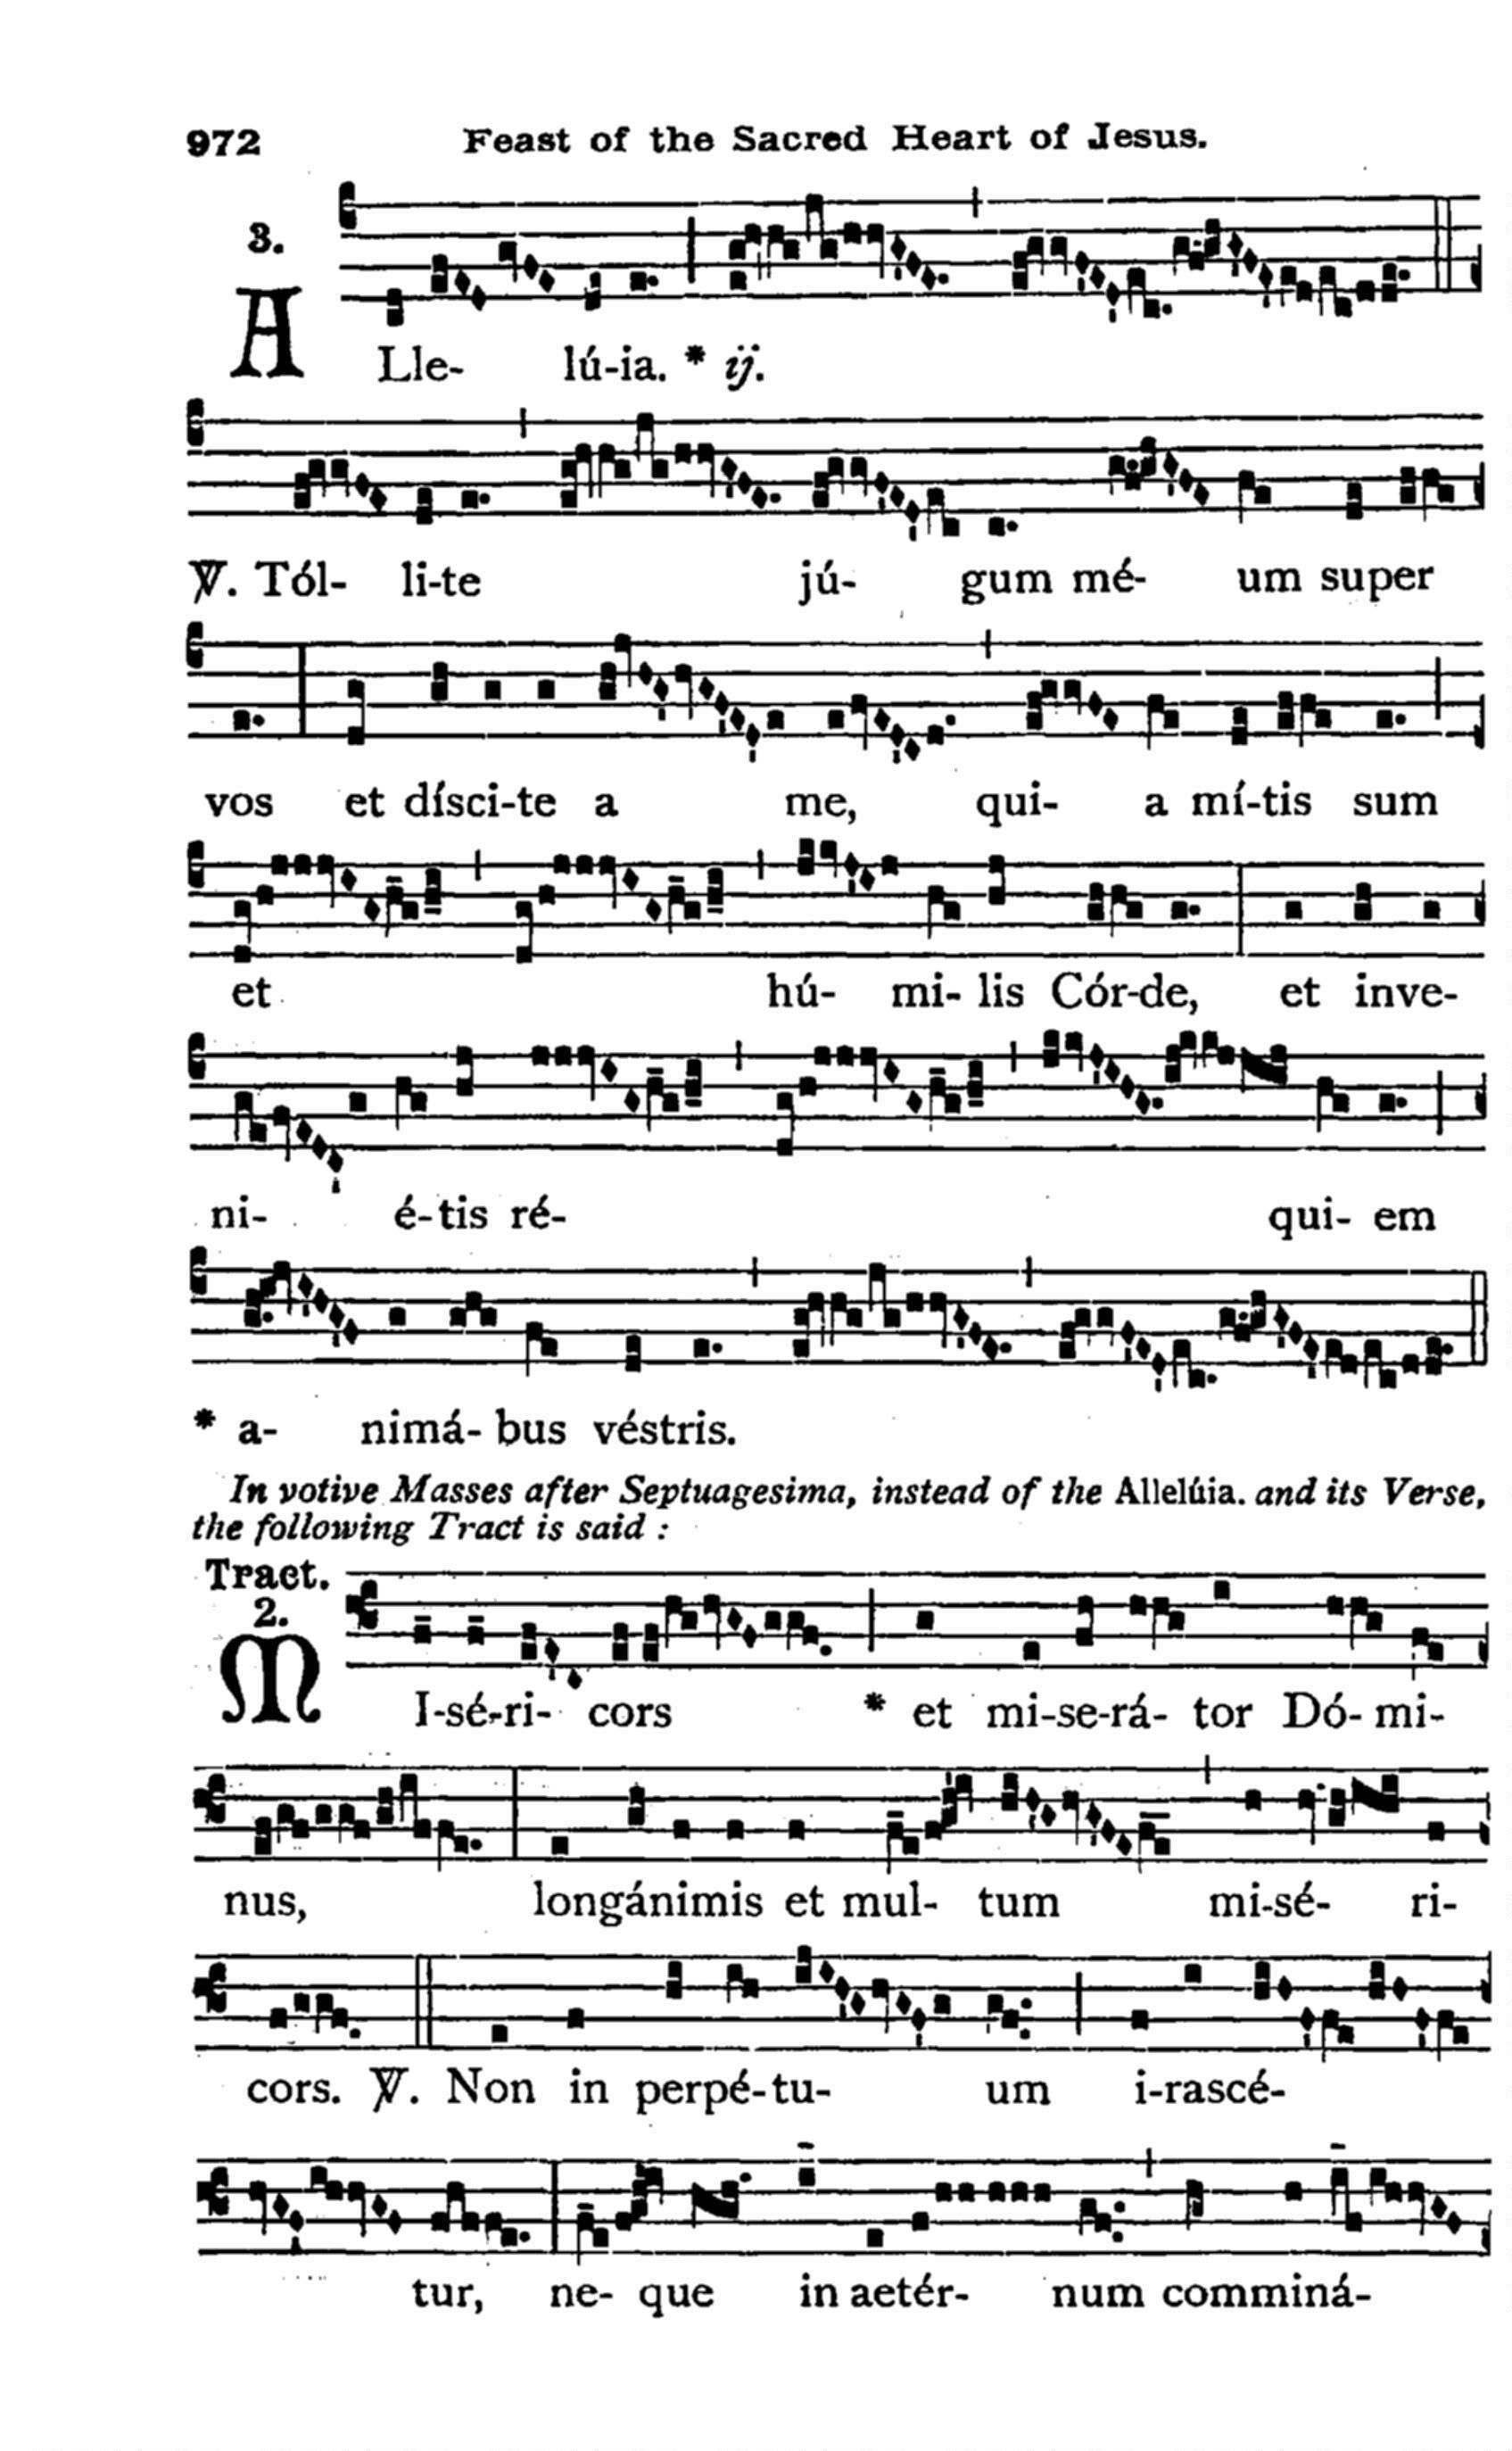 972 Feast of the Sacred Heart of Jesus.
3.
ALle- lú-ia. * ij.
℣. Tól- li-te jú- gum mé- um super
vos et dísci-te a me, qui- a mí-tis sum
et hú- mi- lis Cór-de, et inve-
ni- é-tis ré- qui- em
* a- nimá- bus véstris.
In votive Masses after Septuagesima, instead of the Allelúia. and its Verse,
the following Tract is said :
Tract.
2.
MI-sé-ri- cors * et mi-se-rá- tor Dó- mi-
nus, longánimis et mul- tum mi-sé- ri-
cors. ℣. Non in perpé-tu- um i-rascé-
tur, ne- que in aetér- num comminá-